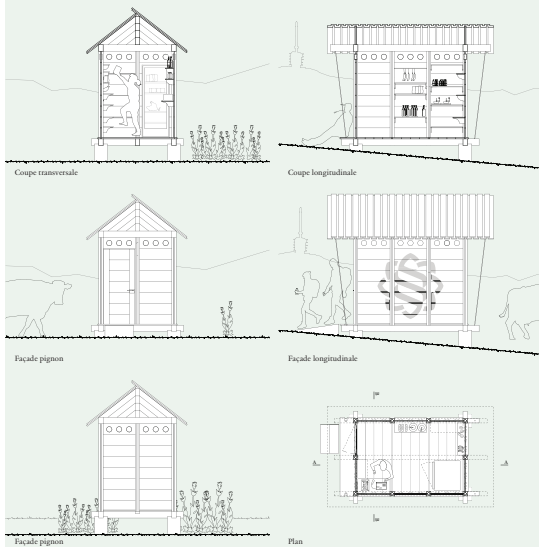 Coupe transversale
Coupe longitudinale
Façade pignon
Façade longitudinale
B
A
A
B
Façade pignon
Plan